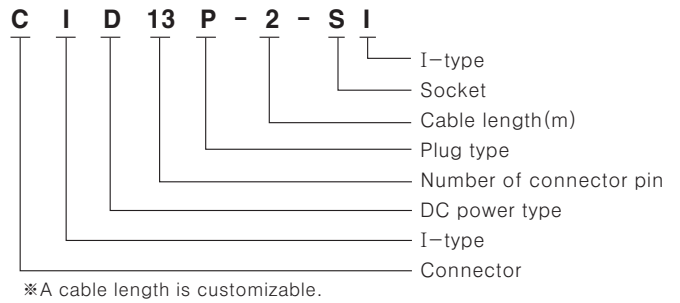 C I D 13 P - 2 - S I
I-type
Socket
Cable length(m)
Plug type
Number of connector pin
DC power type
I-type
Connector
※A cable length is customizable.